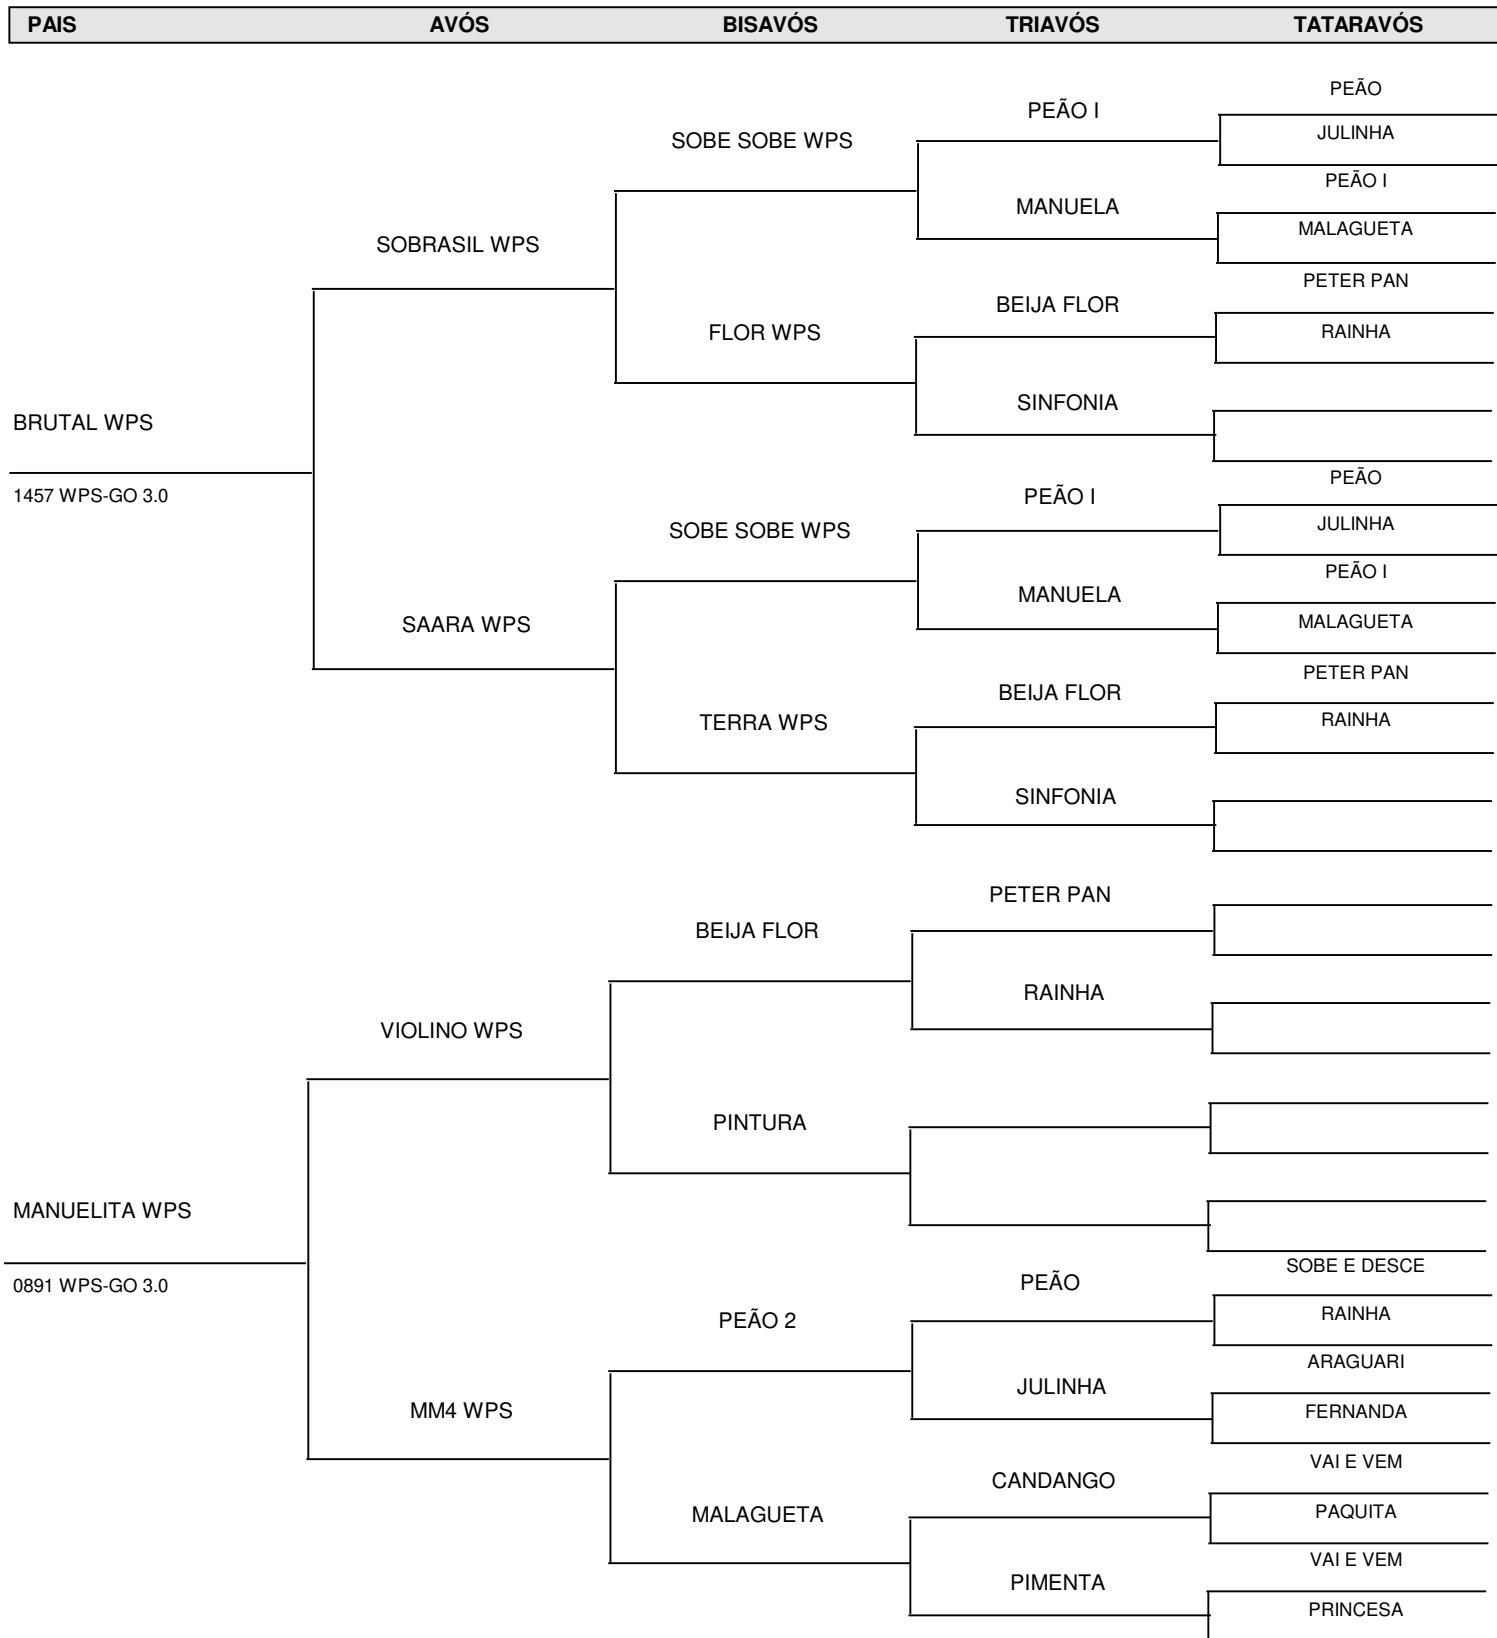 PAIS AVÓS BISAVÓS TRIAVÓS TATARAVÓS
PEÃO
PEÃO I
JULINHA
SOBE SOBE WPS
PEÃO I
MANUELA
MALAGUETA
SOBRASIL WPS
PETER PAN
BEIJA FLOR
RAINHA
FLOR WPS
SINFONIA
BRUTAL WPS
PEÃO
1457 WPS-GO 3.0
PEÃO I
JULINHA
SOBE SOBE WPS
PEÃO I
MANUELA
MALAGUETA
SAARA WPS
PETER PAN
BEIJA FLOR
RAINHA
TERRA WPS
SINFONIA
PETER PAN
BEIJA FLOR
RAINHA
VIOLINO WPS
PINTURA
MANUELITA WPS
SOBE E DESCE
0891 WPS-GO 3.0
PEÃO
RAINHA
PEÃO 2
ARAGUARI
JULINHA
FERNANDA
MM4 WPS
VAI E VEM
CANDANGO
PAQUITA
MALAGUETA
VAI E VEM
PIMENTA
PRINCESA